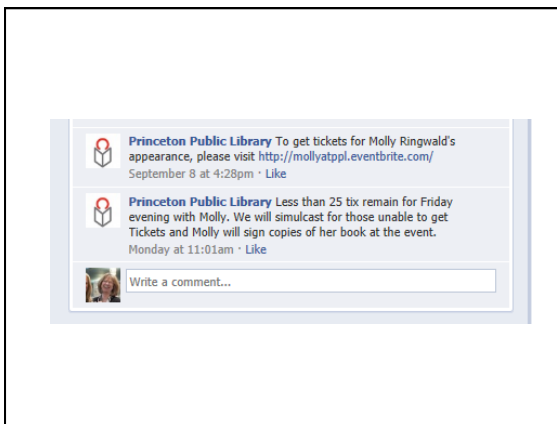 Princeton Public Library To get tickets for Molly Ringwald's
appearance, please visit http://mollyatppl.eventbrite.com/
September 8 at 4:28pm · Like
Princeton Public Library Less than 25 tix remain for Friday
evening with Molly. We will simulcast for those unable to get
Tickets and Molly will sign copies of her book at the event.
Monday at 11:01am · Like
Write a comment...